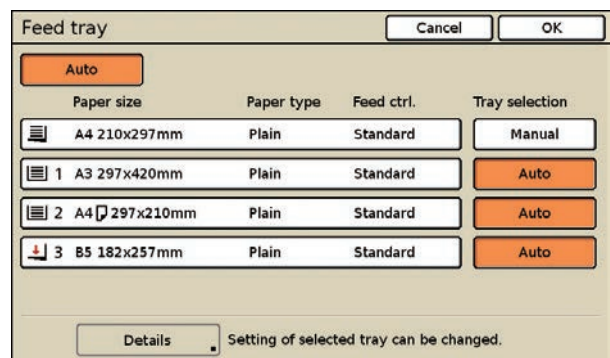 Feed tray Cancel OK
Auto
Paper size Paper type Feed ctrl. Tray selection
A4 210x297mm Plain Standard Manual
1 A3 297x420mm Plain Standard Auto
2 A4 297x210mm Plain Standard Auto
3 B5 182x257mm Plain Standard Auto
Details Setting of selected tray can be changed.